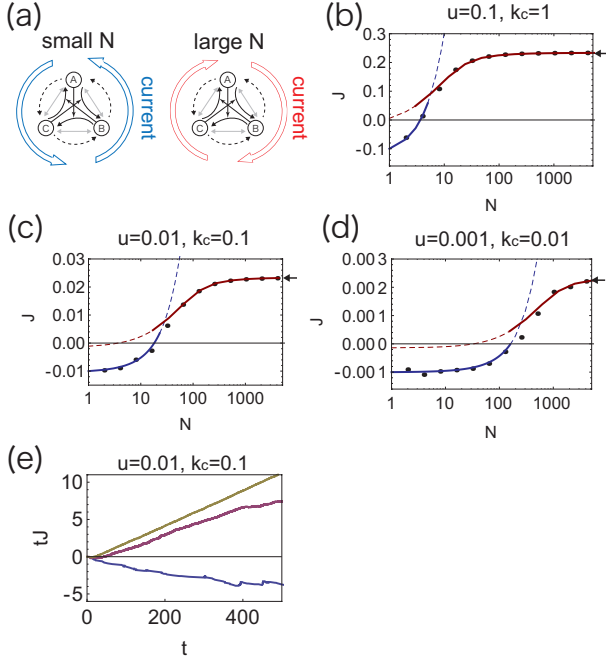 (a)
small N
large N
A
C
B
current
A
C
B
current
(b)
u=0.1, kc=1
J
0.3
0.2
0.1
0.0
-0.1
1 10 100 1000
N
(c)
u=0.01, kc=0.1
J
0.03
0.02
0.01
0.00
-0.01
1 10 100 1000
N
(d)
u=0.001, kc=0.01
J
0.003
0.002
0.001
0.000
-0.001
1 10 100 1000
N
(e)
u=0.01, kc=0.1
tJ
10
5
0
-5
0 200 400
t